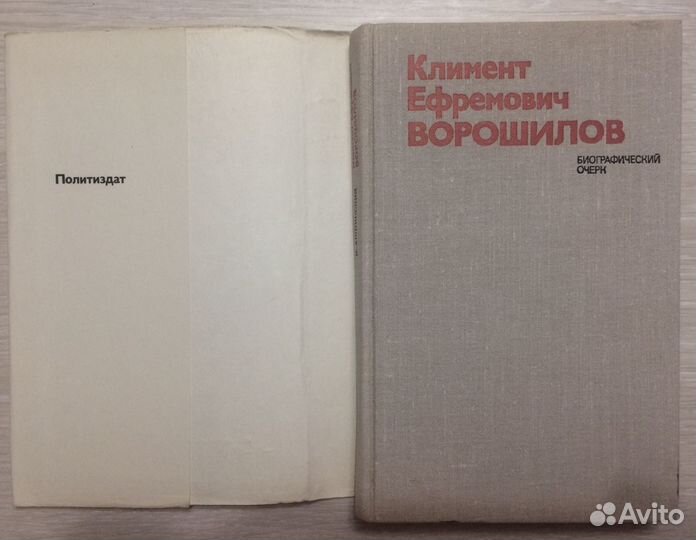 Политиздат
Климент
Ефремович
ВОРОШИЛОВ
БИОГРАФИЧЕСКИЙ
ОЧЕРК
Avito